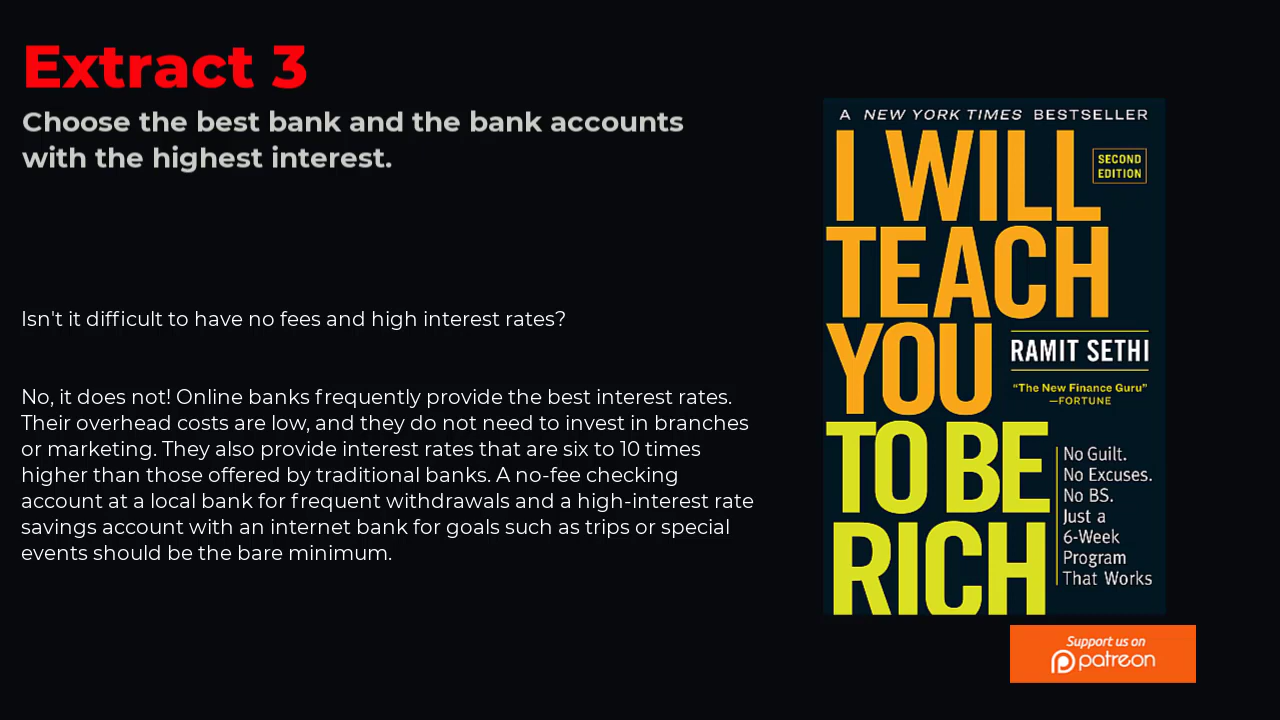 Extract 3
Choose the best bank and the bank accounts
with the highest interest.
Isn't it difficult to have no fees and high interest rates?
No, it does not! Online banks frequently provide the best interest rates.
Their overhead costs are low, and they do not need to invest in branches
or marketing. They also provide interest rates that are six to 10 times
higher than those offered by traditional banks. A no-fee checking
account at a local bank for frequent withdrawals and a high-interest rate
savings account with an internet bank for goals such as trips or special
events should be the bare minimum.
A NEW YORK TIMES BESTSELLER
I WILL
TEACH
YOU
TO BE
RICH
SECOND
EDITION
RAMIT SETHI
“The New Finance Guru”
—FORTUNE
No Guilt.
No Excuses.
No BS.
Just a
6-Week
Program
That Works
Support us on
patreon